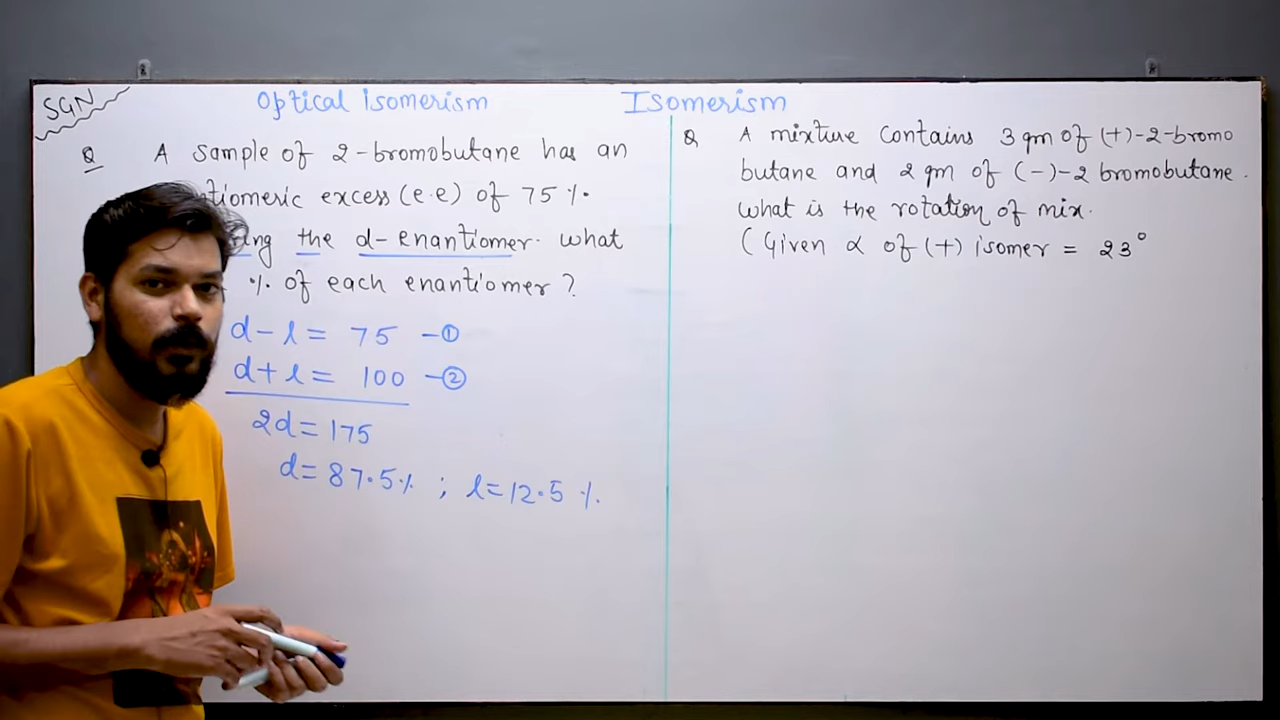 SGN
Optical isomerism
Isomerism
Q A sample of 2-bromobutane has an
tiomeric excess (e.e) of 75 %.
ing the d-enantiomer. what
% of each enantiomer?
d-l = 75 -①
d+l = 100 -②
2d = 175
d = 87.5% ; l = 12.5 %.
Q A mixture contains 3 gm of (+)-2-bromo
butane and 2 gm of (-)-2 bromobutane.
what is the rotation of mix.
(Given α of (+) isomer = 23°